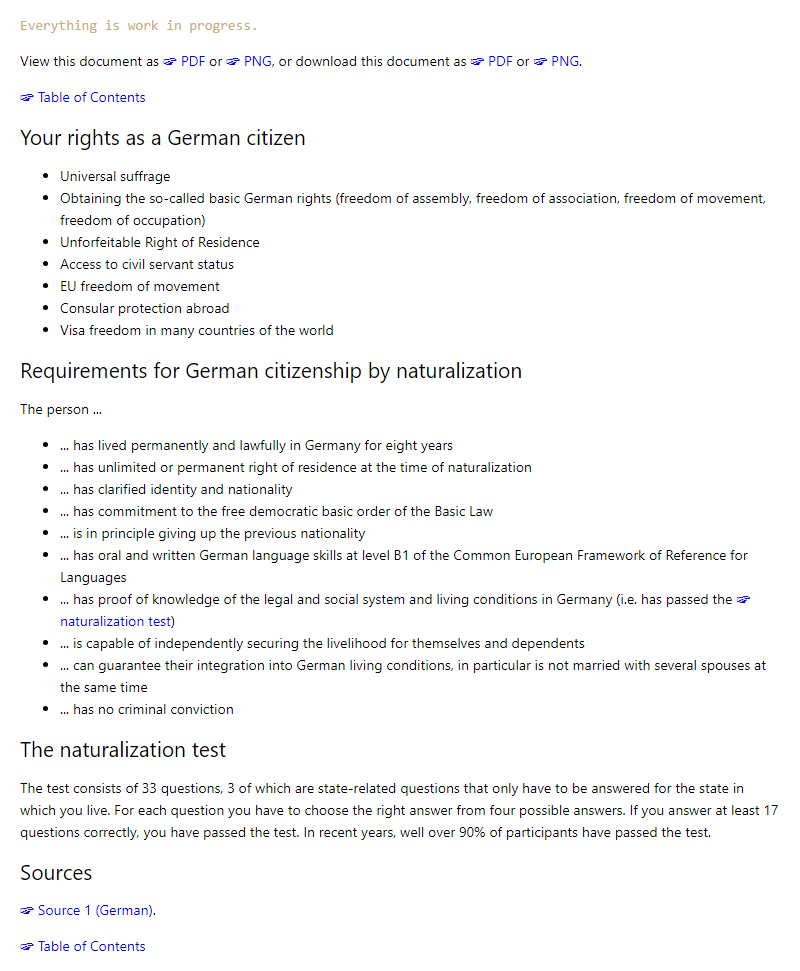 Everything is work in progress.
View this document as ☞ PDF or ☞ PNG, or download this document as ☞ PDF or ☞ PNG.
☞ Table of Contents
Your rights as a German citizen
• Universal suffrage
• Obtaining the so-called basic German rights (freedom of assembly, freedom of association, freedom of movement,
freedom of occupation)
• Unforfeitable Right of Residence
• Access to civil servant status
• EU freedom of movement
• Consular protection abroad
• Visa freedom in many countries of the world
Requirements for German citizenship by naturalization
The person ...
• ... has lived permanently and lawfully in Germany for eight years
• ... has unlimited or permanent right of residence at the time of naturalization
• ... has clarified identity and nationality
• ... has commitment to the free democratic basic order of the Basic Law
• ... is in principle giving up the previous nationality
• ... has oral and written German language skills at level B1 of the Common European Framework of Reference for
Languages
• ... has proof of knowledge of the legal and social system and living conditions in Germany (i.e. has passed the ☞
naturalization test)
• ... is capable of independently securing the livelihood for themselves and dependents
• ... can guarantee their integration into German living conditions, in particular is not married with several spouses at
the same time
• ... has no criminal conviction
The naturalization test
The test consists of 33 questions, 3 of which are state-related questions that only have to be answered for the state in
which you live. For each question you have to choose the right answer from four possible answers. If you answer at least 17
questions correctly, you have passed the test. In recent years, well over 90% of participants have passed the test.
Sources
☞ Source 1 (German).
☞ Table of Contents